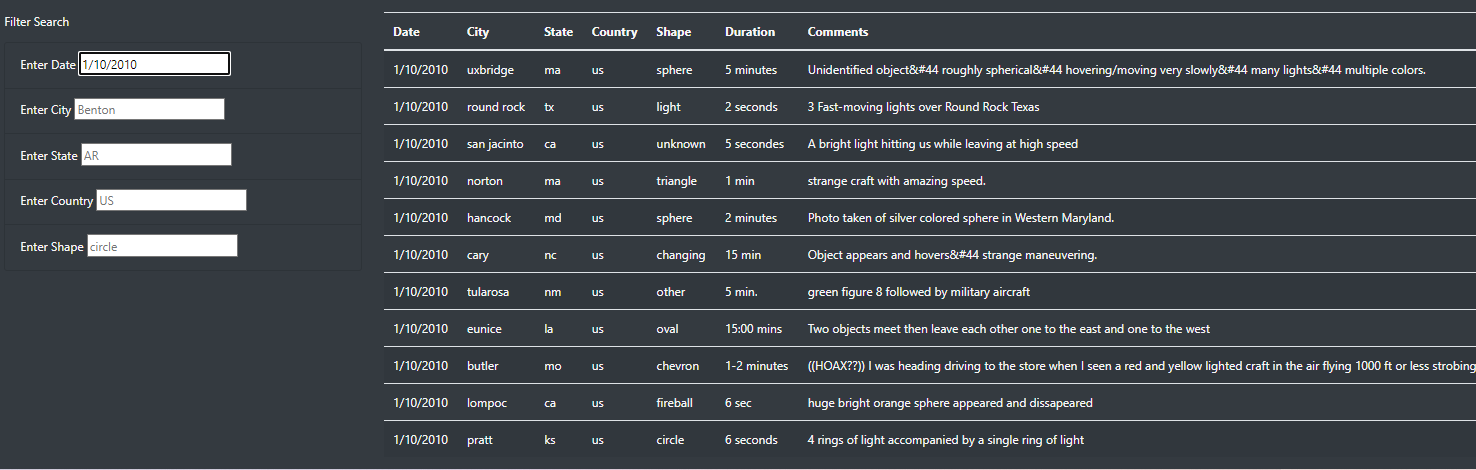 Filter Search
Enter Date 1/10/2010
Enter City Benton
Enter State AR
Enter Country US
Enter Shape circle
Date City State Country Shape Duration Comments
1/10/2010 uxbridge ma us sphere 5 minutes Unidentified object&#44 roughly spherical&#44 hovering/moving very slowly&#44 many lights&#44 multiple colors.
1/10/2010 round rock tx us light 2 seconds 3 Fast-moving lights over Round Rock Texas
1/10/2010 san jacinto ca us unknown 5 secondes A bright light hitting us while leaving at high speed
1/10/2010 norton ma us triangle 1 min strange craft with amazing speed.
1/10/2010 hancock md us sphere 2 minutes Photo taken of silver colored sphere in Western Maryland.
1/10/2010 cary nc us changing 15 min Object appears and hovers&#44 strange maneuvering.
1/10/2010 tularosa nm us other 5 min. green figure 8 followed by military aircraft
1/10/2010 eunice la us oval 15:00 mins Two objects meet then leave each other one to the east and one to the west
1/10/2010 butler mo us chevron 1-2 minutes ((HOAX??)) I was heading driving to the store when I seen a red and yellow lighted craft in the air flying 1000 ft or less strobing
1/10/2010 lompoc ca us fireball 6 sec huge bright orange sphere appeared and dissapeared
1/10/2010 pratt ks us circle 6 seconds 4 rings of light accompanied by a single ring of light